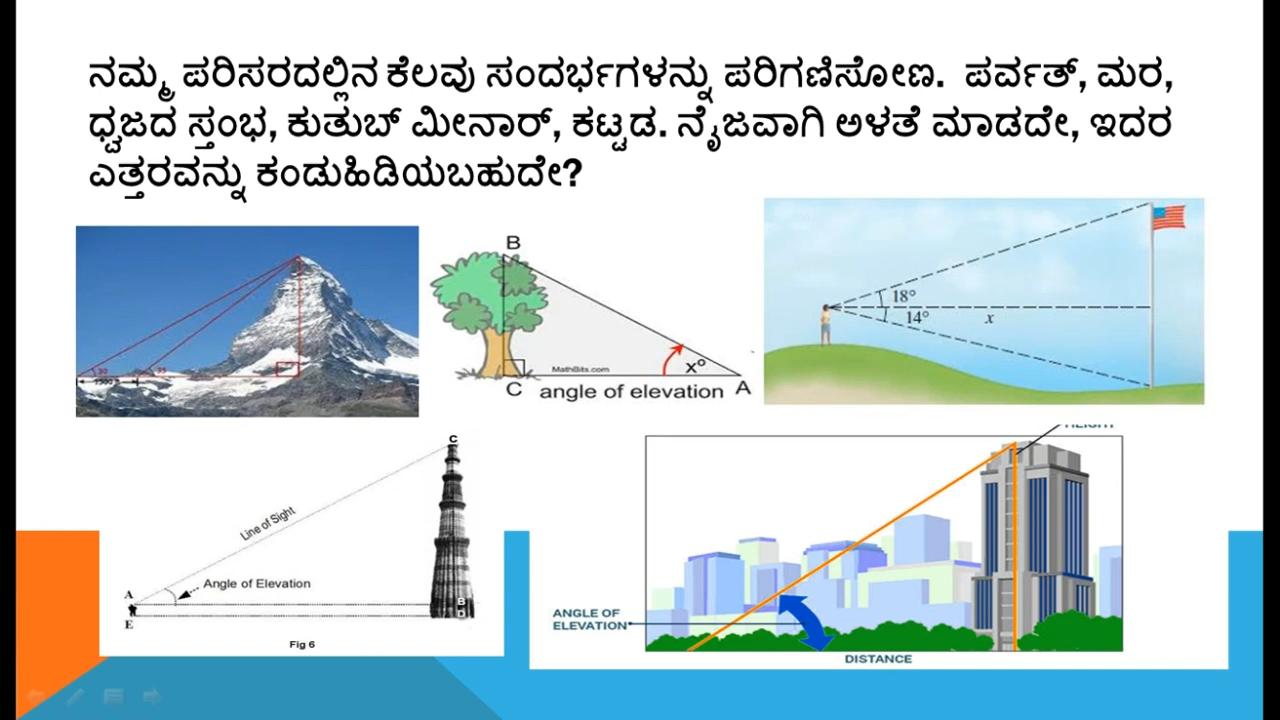 ನಮ್ಮ ಪರಿಸರದಲ್ಲಿನ ಕೆಲವು ಸಂದರ್ಭಗಳನ್ನು ಪರಿಗಣಿಸೋಣ. ಪರ್ವತ್, ಮರ,
ಧ್ವಜದ ಸ್ತಂಭ, ಕುತುಬ್ ಮೀನಾರ್, ಕಟ್ಟಡ. ನೈಜವಾಗಿ ಅಳತೆ ಮಾಡದೇ, ಇದರ
ಎತ್ತರವನ್ನು ಕಂಡುಹಿಡಿಯಬಹುದೇ?
B
MathBits.com
x°
C angle of elevation A
18°
14°
x
C
Line of Sight
Angle of Elevation
A
B
D
E
Fig 6
HEIGHT
ANGLE OF
ELEVATION
DISTANCE